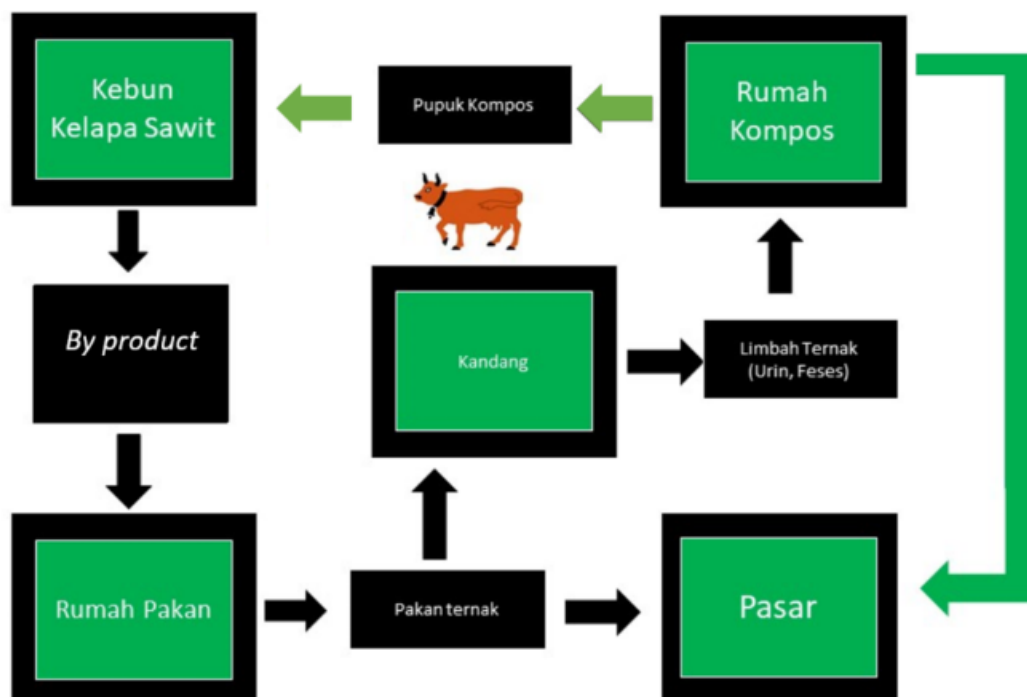 Kebun
Kelapa Sawit
Pupuk Kompos
Rumah
Kompos
By product
Kandang
Limbah Ternak
(Urin, Feses)
Rumah Pakan
Pakan ternak
Pasar